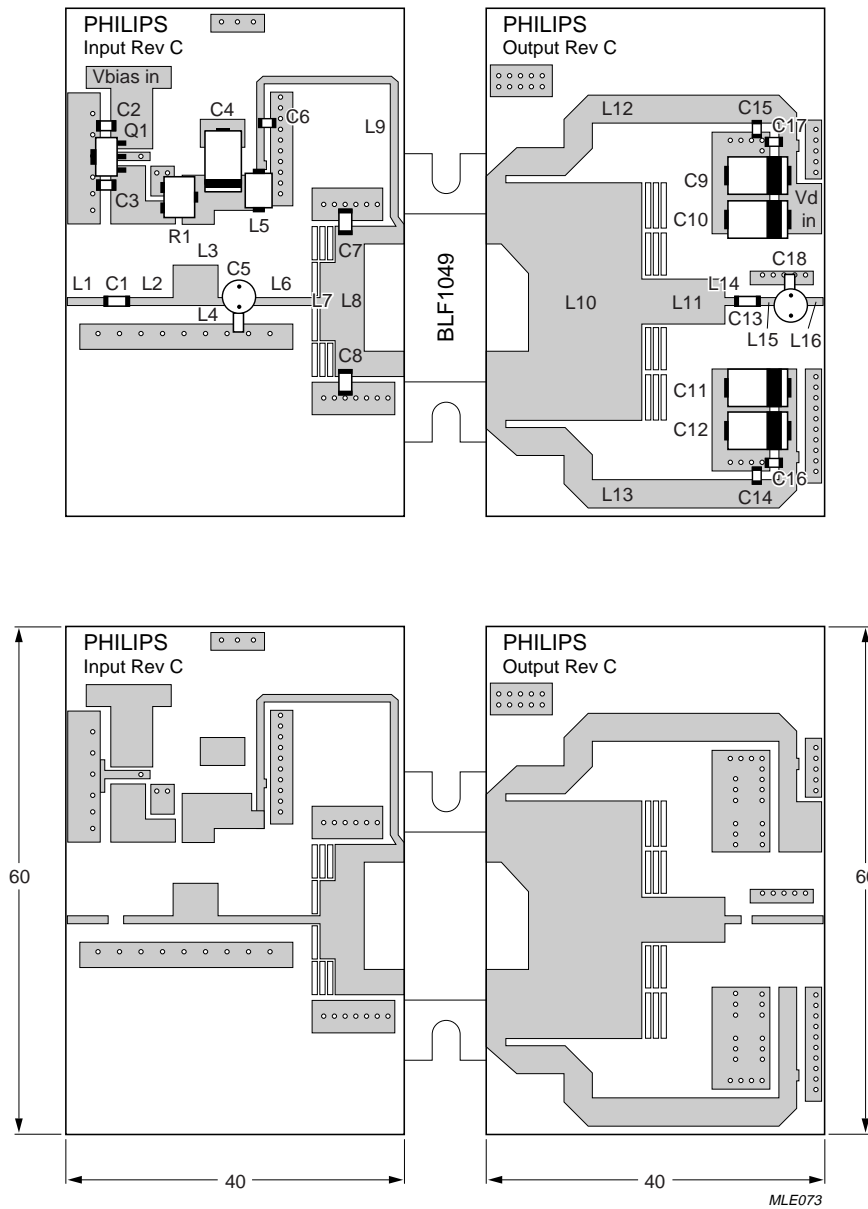 PHILIPS
Input Rev C
Vbias in
C2
Q1
C3
C4
C6
L9
R1
L5
L3
C7
L1
C1
L2
C5
L6
L7
L8
L4
C8
BLF1049
PHILIPS
Output Rev C
L12
C15
C17
C9
C10
Vd
in
C18
L10
L11
L14
C13
L15
L16
C11
C12
C16
C14
L13
PHILIPS
Input Rev C
PHILIPS
Output Rev C
60
60
40
40
MLE073